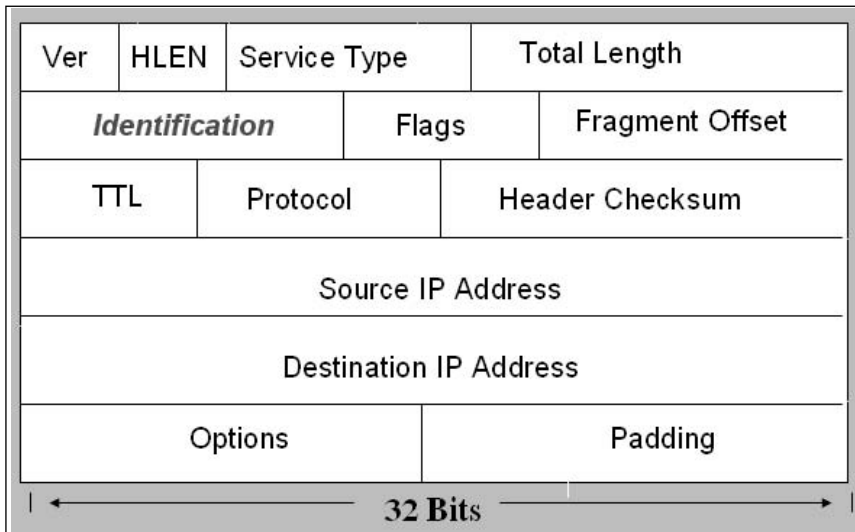 Ver HLEN Service Type Total Length
Identification Flags Fragment Offset
TTL Protocol Header Checksum
Source IP Address
Destination IP Address
Options Padding
32 Bits